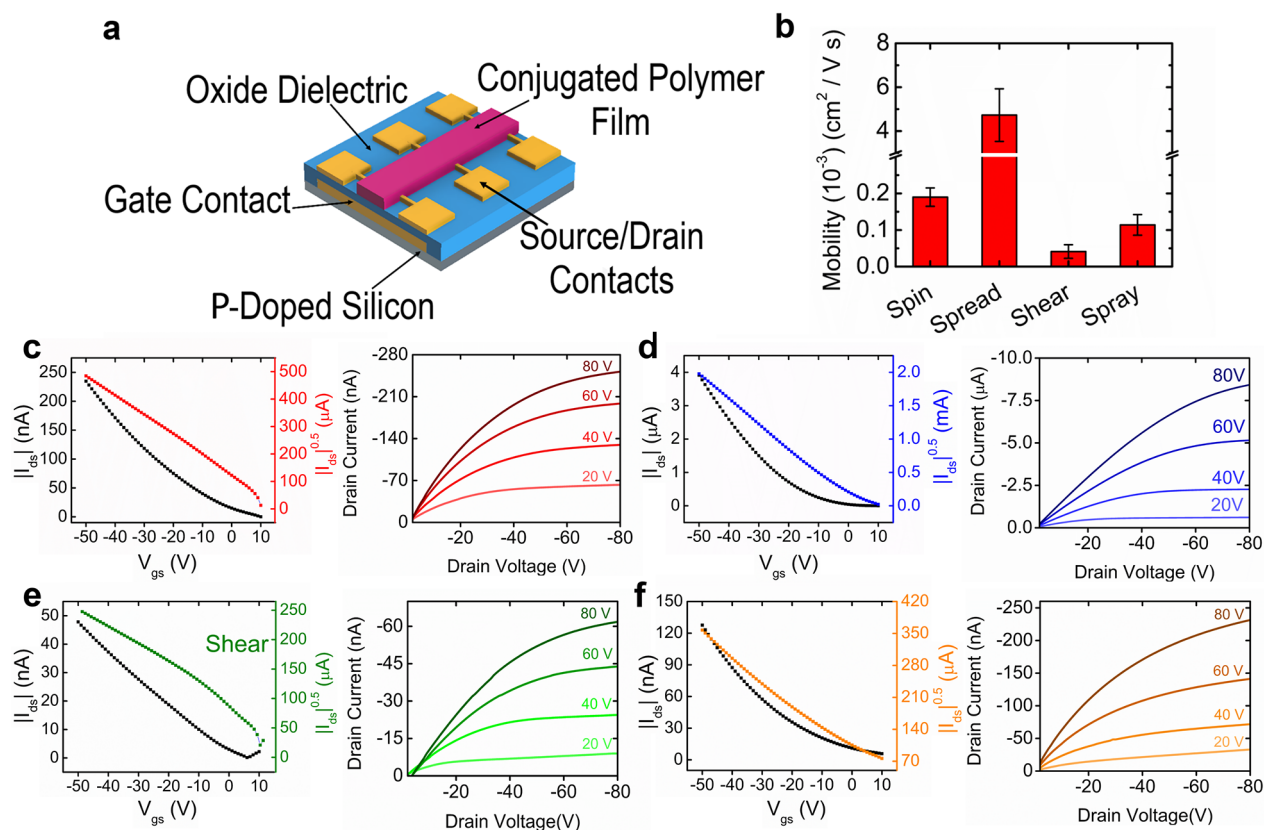 a
Oxide Dielectric
Conjugated Polymer
Film
Gate Contact
Source/Drain
Contacts
P-Doped Silicon
b
Mobility (10⁻³) (cm² / V s)
8
6
4
0.2
0.1
0.0
Spin
Spread
Shear
Spray
c
|I_ds| (nA)
250
200
150
100
50
0
-50 -40 -30 -20 -10 0 10
V_gs (V)
500
400
300
200
100
0
|I_ds|^0.5 (µA)
Drain Current (nA)
-280
-210
-140
-70
0
80 V
60 V
40 V
20 V
-20 -40 -60 -80
Drain Voltage (V)
d
|I_ds| (µA)
4
3
2
1
0
-50 -40 -30 -20 -10 0 10
V_gs (V)
2.0
1.5
1.0
0.5
0.0
|I_ds|^0.5 (mA)
Drain Current (µA)
-10.0
-7.5
-5.0
-2.5
0.0
80V
60V
40V
20V
-20 -40 -60 -80
Drain Voltage (V)
e
|I_ds| (nA)
50
40
30
20
10
0
Shear
-50 -40 -30 -20 -10 0 10
V_gs (V)
250
200
150
100
50
0
|I_ds|^0.5 (µA)
Drain Current (nA)
-60
-45
-30
-15
0
80 V
60 V
40 V
20 V
-20 -40 -60 -80
Drain Voltage(V)
f
|I_ds| (nA)
150
120
90
60
30
0
-50 -40 -30 -20 -10 0 10
V_gs (V)
420
350
280
210
140
70
|I_ds|^0.5 (µA)
Drain Current (nA)
-250
-200
-150
-100
-50
0
80 V
60 V
40 V
20 V
-20 -40 -60 -80
Drain Voltage(V)